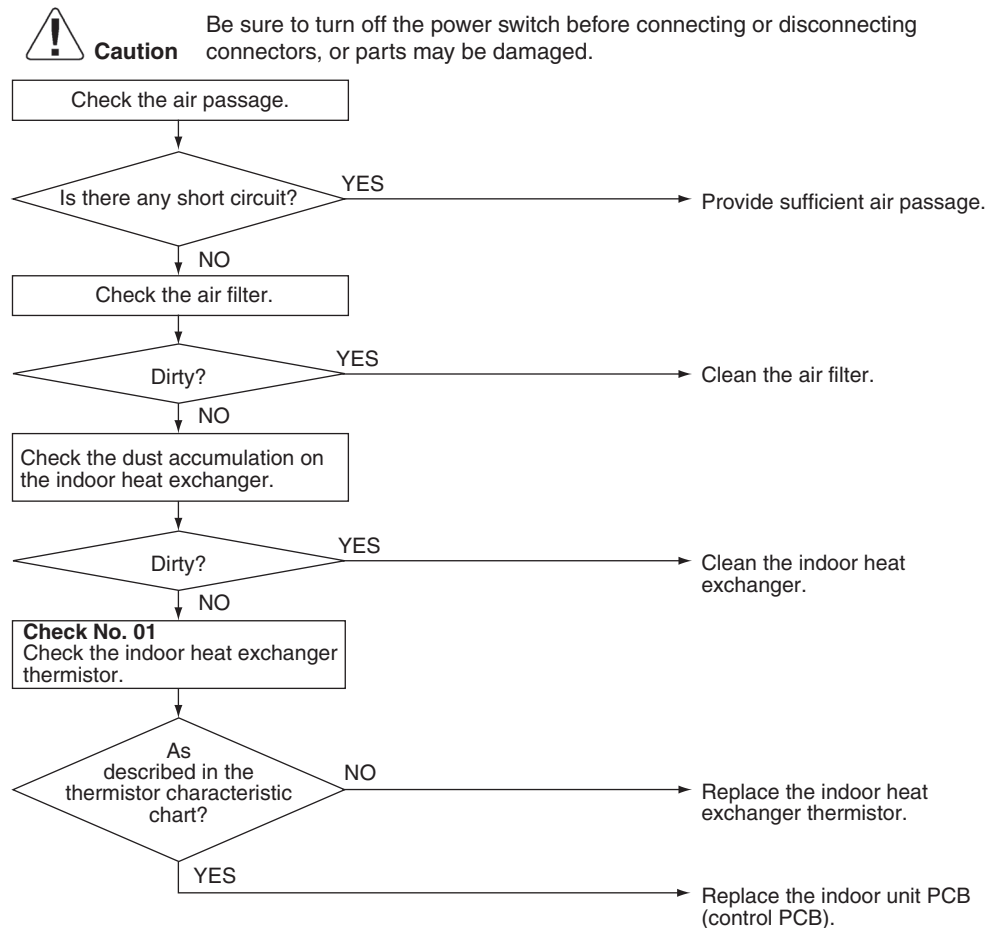 Be sure to turn off the power switch before connecting or disconnecting
Caution connectors, or parts may be damaged.
Check the air passage.
Is there any short circuit?
YES
Provide sufficient air passage.
NO
Check the air filter.
Dirty?
YES
Clean the air filter.
NO
Check the dust accumulation on
the indoor heat exchanger.
Dirty?
YES
Clean the indoor heat
exchanger.
NO
Check No. 01
Check the indoor heat exchanger
thermistor.
As
described in the
thermistor characteristic
chart?
NO
Replace the indoor heat
exchanger thermistor.
YES
Replace the indoor unit PCB
(control PCB).